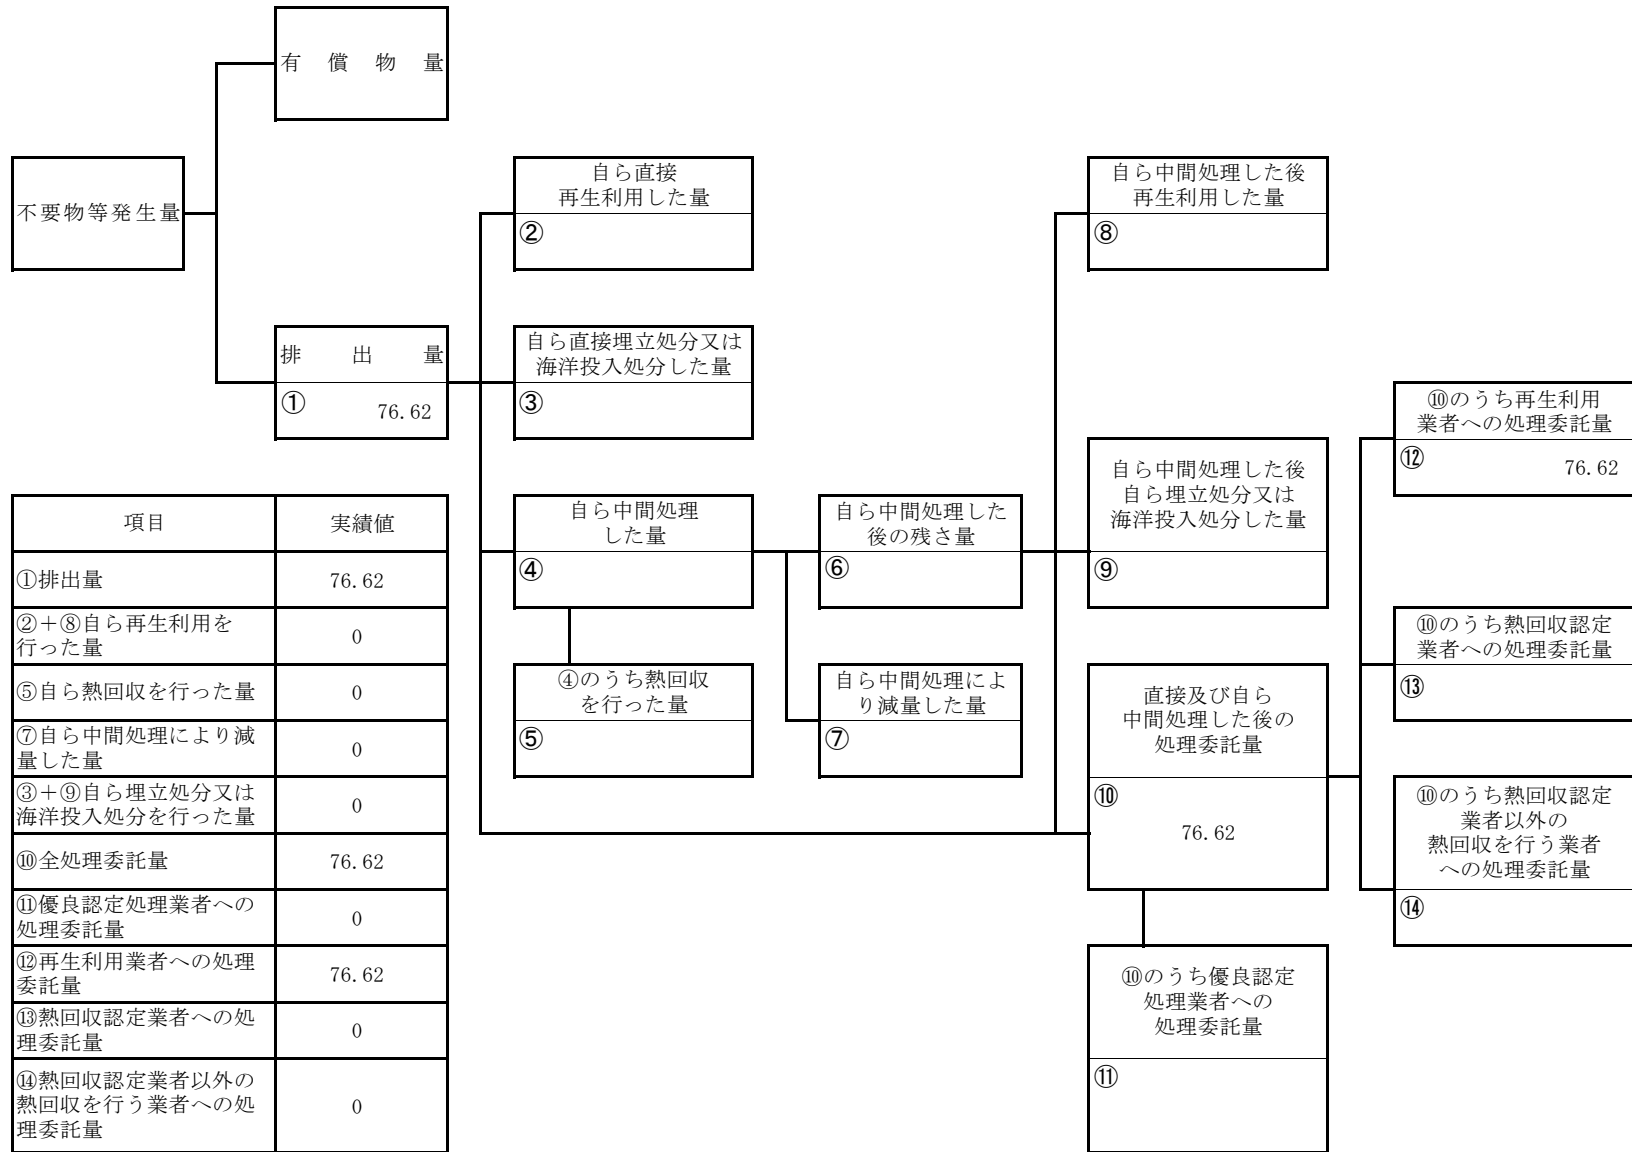 有償物量
不要物等発生量
自ら直接
再生利用した量
②
自ら中間処理した後
再生利用した量
⑧
排出量
① 76.62
自ら直接埋立処分又は
海洋投入処分した量
③
⑩のうち再生利用
業者への処理委託量
⑫ 76.62
自ら中間処理
した量
④
自ら中間処理した
後の残さ量
⑥
自ら中間処理した後
自ら埋立処分又は
海洋投入処分した量
⑨
④のうち熱回収
を行った量
⑤
自ら中間処理によ
り減量した量
⑦
直接及び自ら
中間処理した後の
処理委託量
⑩
76.62
⑩のうち熱回収認定
業者への処理委託量
⑬
⑩のうち熱回収認定
業者以外の
熱回収を行う業者
への処理委託量
⑭
⑩のうち優良認定
処理業者への
処理委託量
⑪
項目 実績値
①排出量 76.62
②+⑧自ら再生利用を
行った量 0
⑤自ら熱回収を行った量 0
⑦自ら中間処理により減
量した量 0
③+⑨自ら埋立処分又は
海洋投入処分を行った量 0
⑩全処理委託量 76.62
⑪優良認定処理業者への
処理委託量 0
⑫再生利用業者への処理
委託量 76.62
⑬熱回収認定業者への処
理委託量 0
⑭熱回収認定業者以外の
熱回収を行う業者への処
理委託量 0